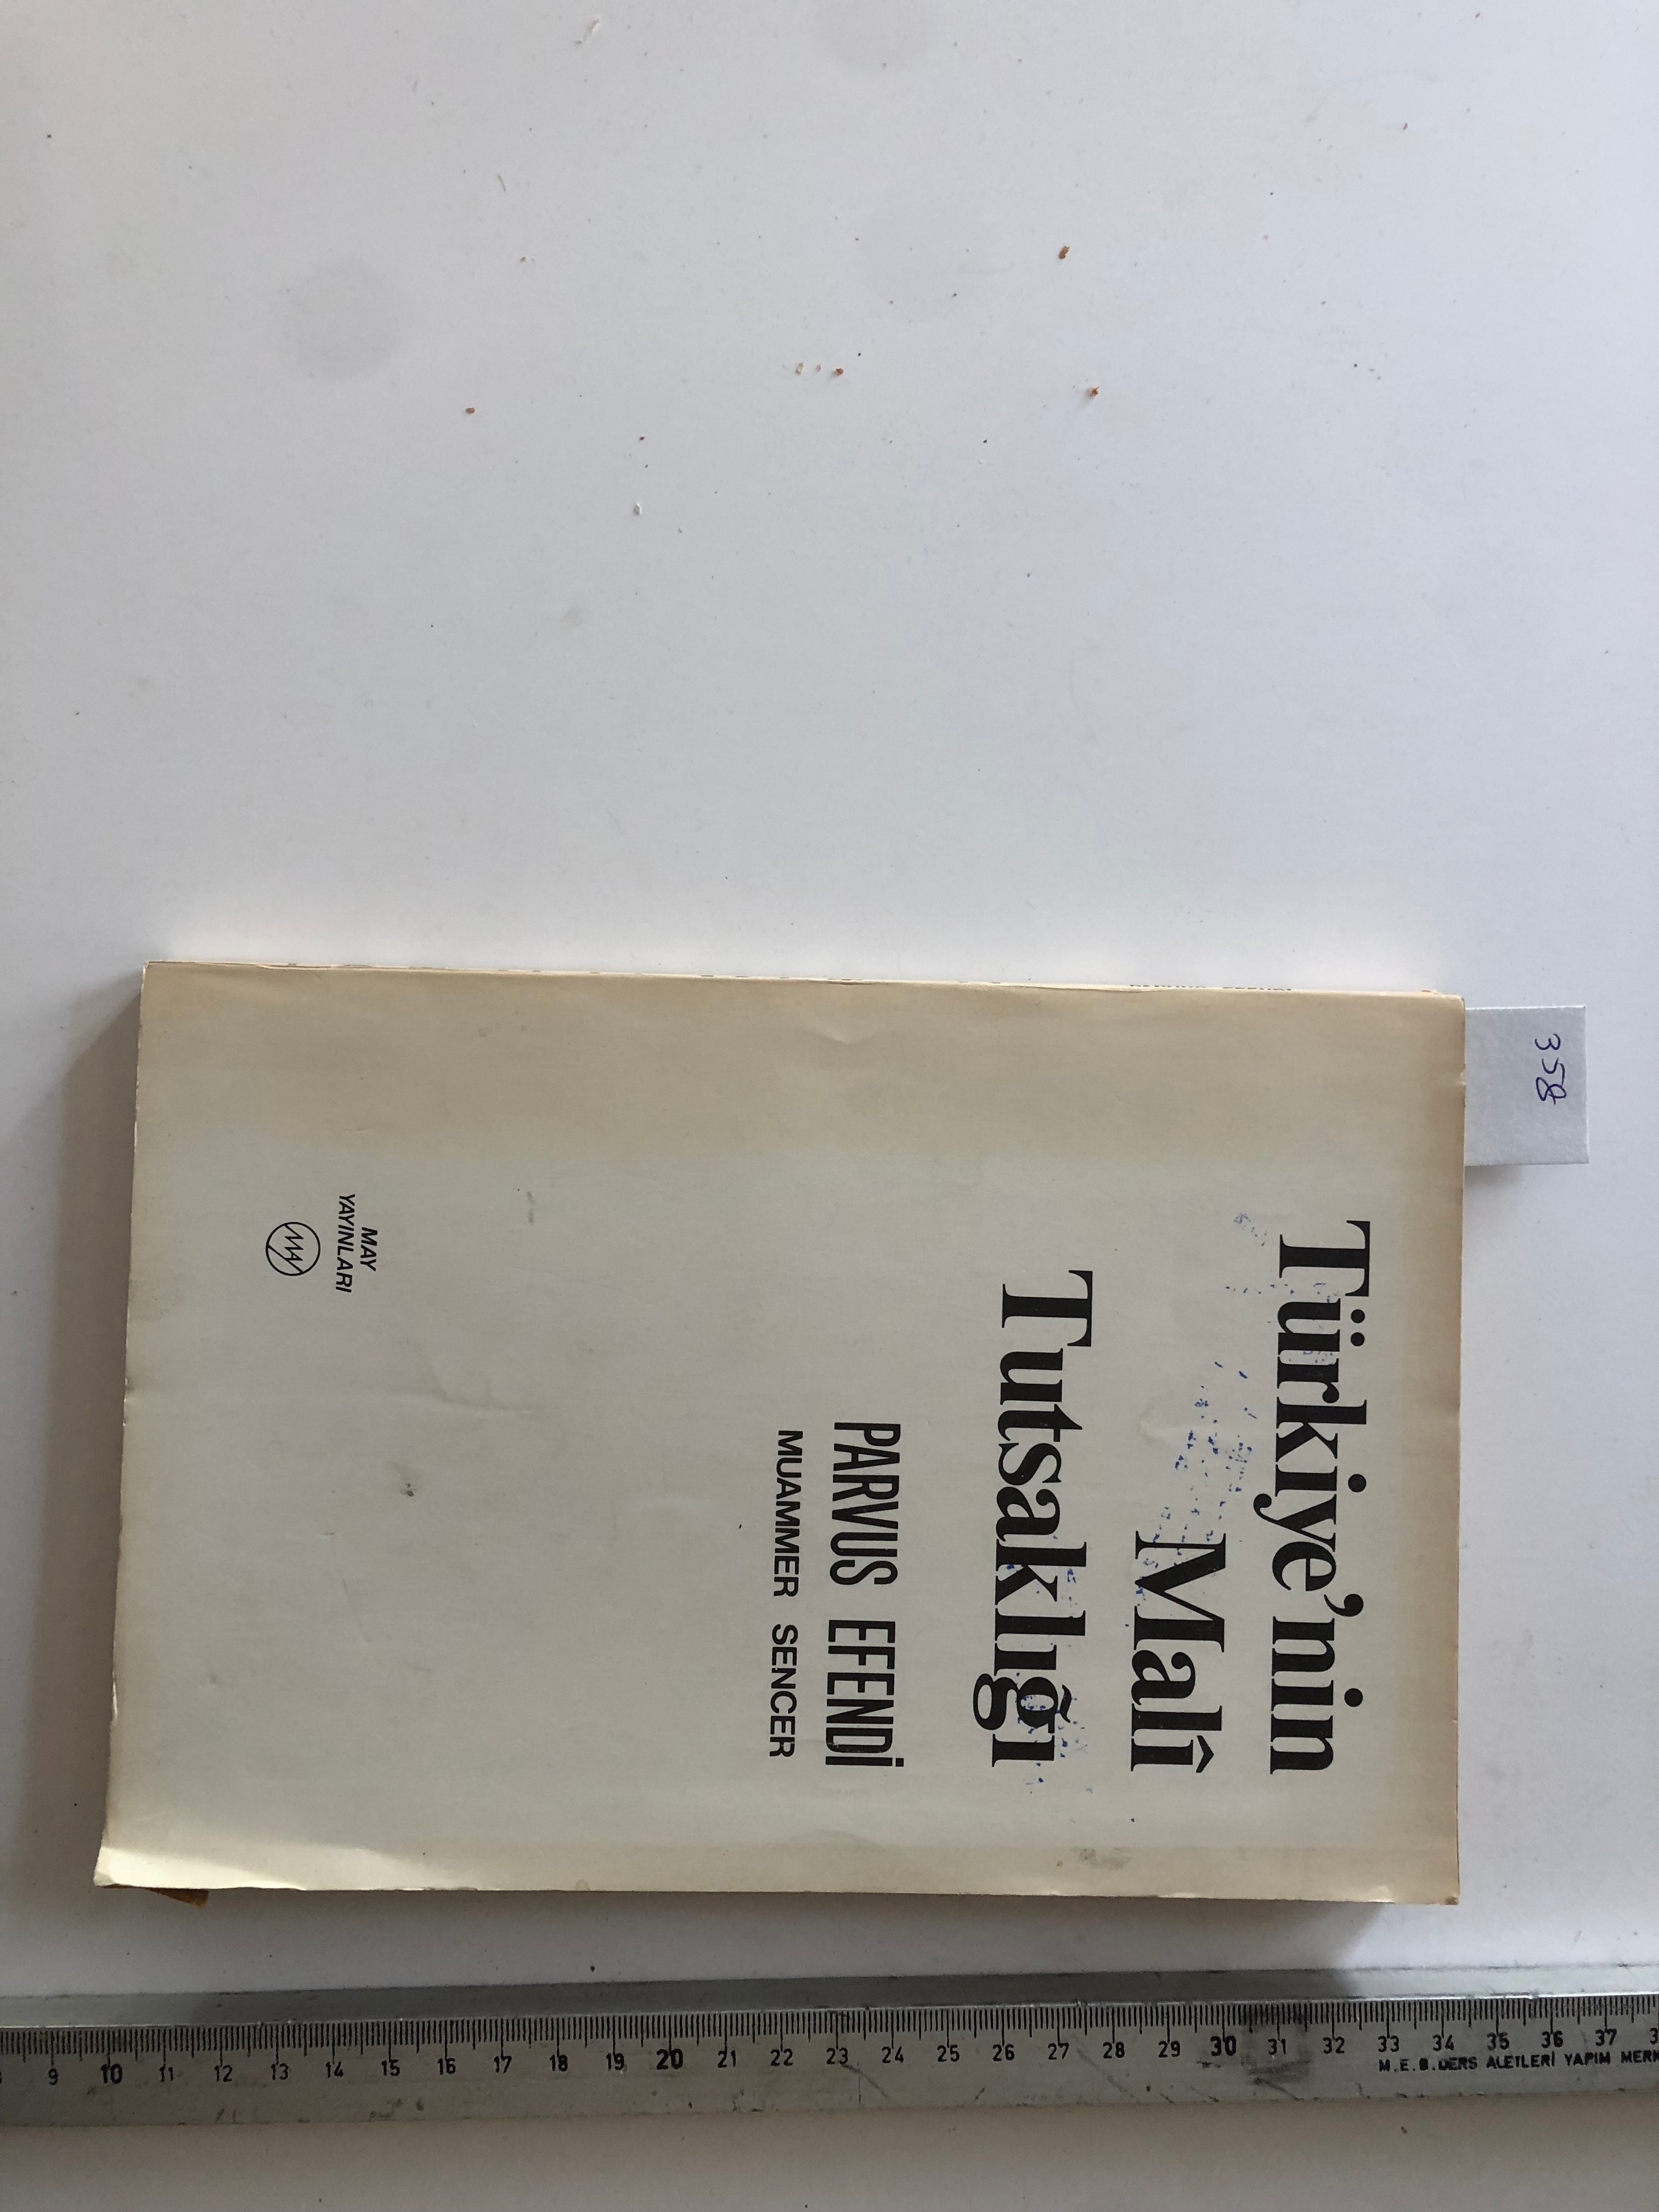 358
Türkiye'nin
Malî
Tutsaklığı
PARVUS EFENDİ
MUAMMER SENCER
MAY
YAYINLARI
MAY
9 10 11 12 13 14 15 16 17 18 19 20 21 22 23 24 25 26 27 28 29 30 31 32 33 34 35 36 37
M.E.B. DERS ALETLERİ YAPIM MERK